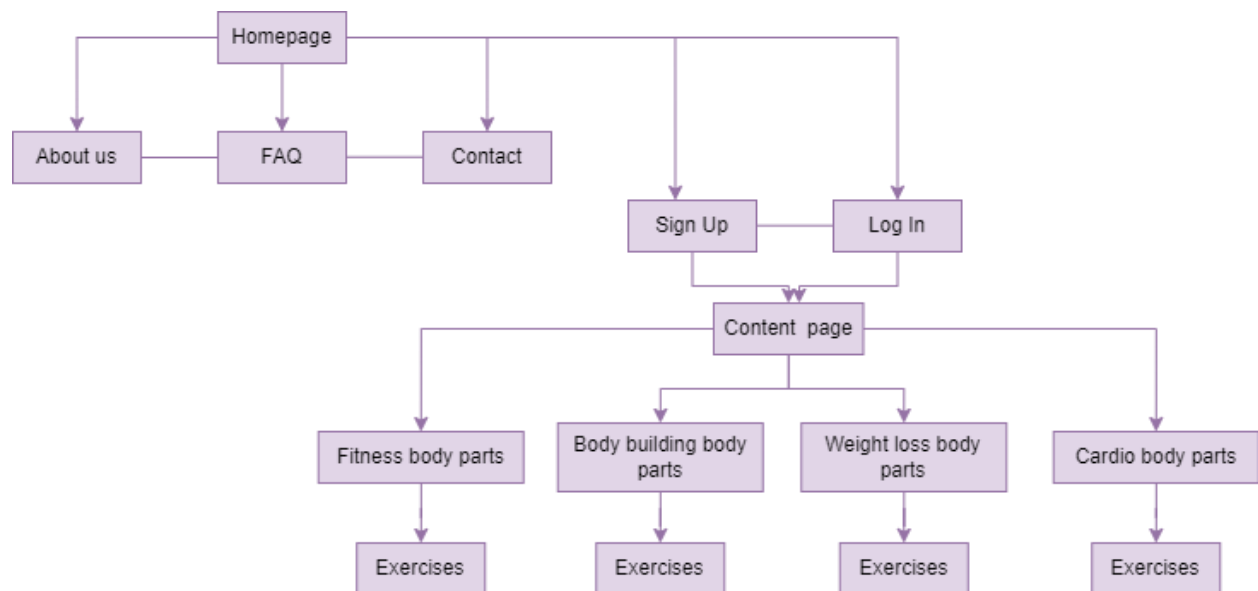 Homepage
About us
FAQ
Contact
Sign Up
Log In
Content page
Fitness body parts
Body building body
parts
Weight loss body
parts
Cardio body parts
Exercises
Exercises
Exercises
Exercises